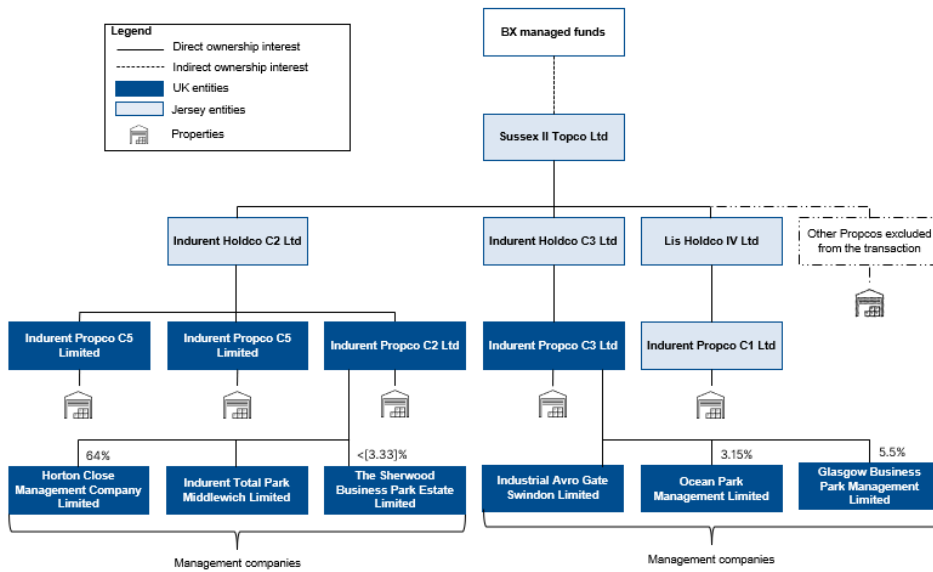 Legend
Direct ownership interest
Indirect ownership interest
UK entities
Jersey entities
Properties
BX managed funds
Sussex II Topco Ltd
Indurent Holdco C2 Ltd
Indurent Holdco C3 Ltd
Lis Holdco IV Ltd
Other Propcos excluded
from the transaction
Indurent Propco C5
Limited
Indurent Propco C5
Limited
Indurent Propco C2 Ltd
Indurent Propco C3 Ltd
Indurent Propco C1 Ltd
64%
<[3.33)%
3.15%
5.5%
Horton Close
Management Company
Limited
Indurent Total Park
Middlewich Limited
The Sherwood
Business Park Estate
Limited
Industrial Avro Gate
Swindon Limited
Ocean Park
Management Limited
Glasgow Business
Park Management
Limited
Management companies
Management companies